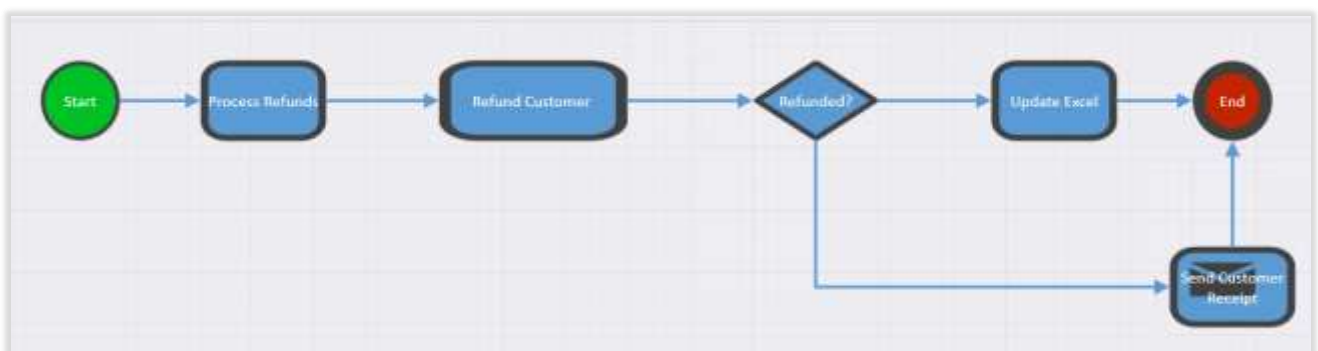 Start
Process Refunds
Refund Customer
Refunded?
Update Excel
End
Send Customer
Receipt